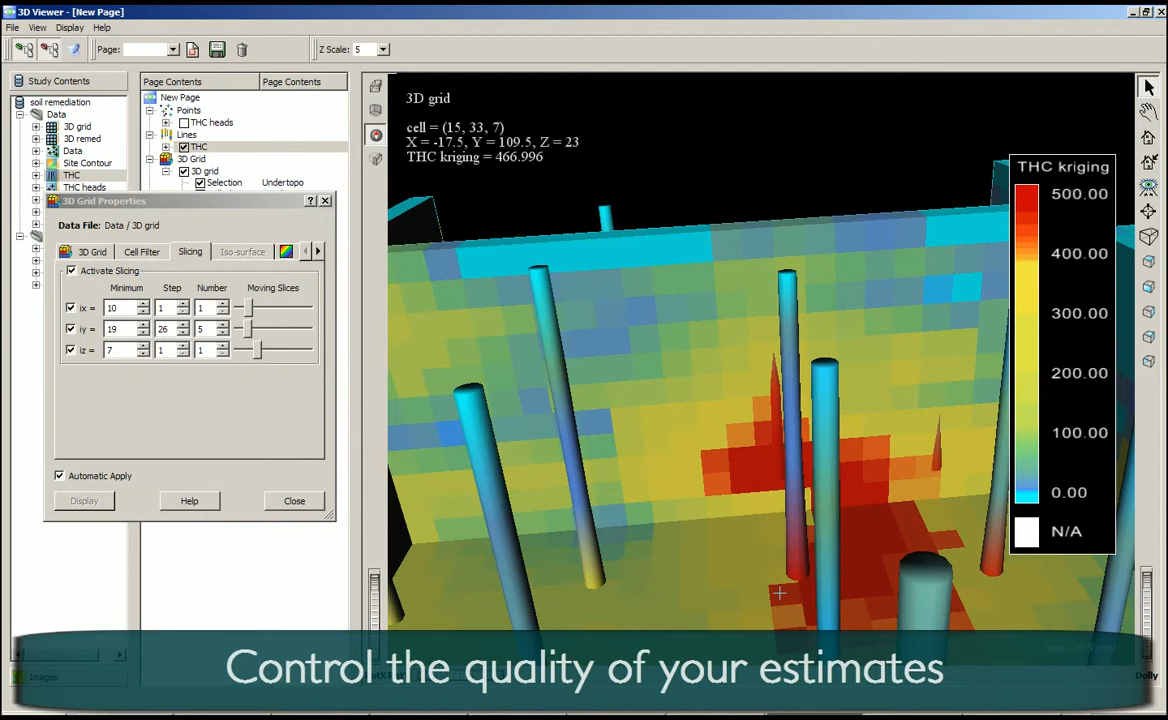 3D Viewer - [New Page]
File View Display Help
Page: Z Scale: 5
Study Contents
soil remediation
Data
3D grid
3D remed
Data
Site Contour
THC
THC heads
Page Contents Page Contents
New Page
Points
THC heads
Lines
THC
3D Grid
3D grid
Selection Undertopo
3D Grid Properties
Data File: Data / 3D grid
3D Grid Cell Filter Slicing Iso-surface
Activate Slicing
Minimum Step Number Moving Slices
ix = 10 1 1
iy = 19 26 5
iz = 7 1 1
Automatic Apply
Display Help Close
3D grid
cell = (15, 33, 7)
X = -17.5, Y = 109.5, Z = 23
THC kriging = 466.996
THC kriging
500.00
400.00
300.00
200.00
100.00
0.00
N/A
Control the quality of your estimates
Images
Dolly